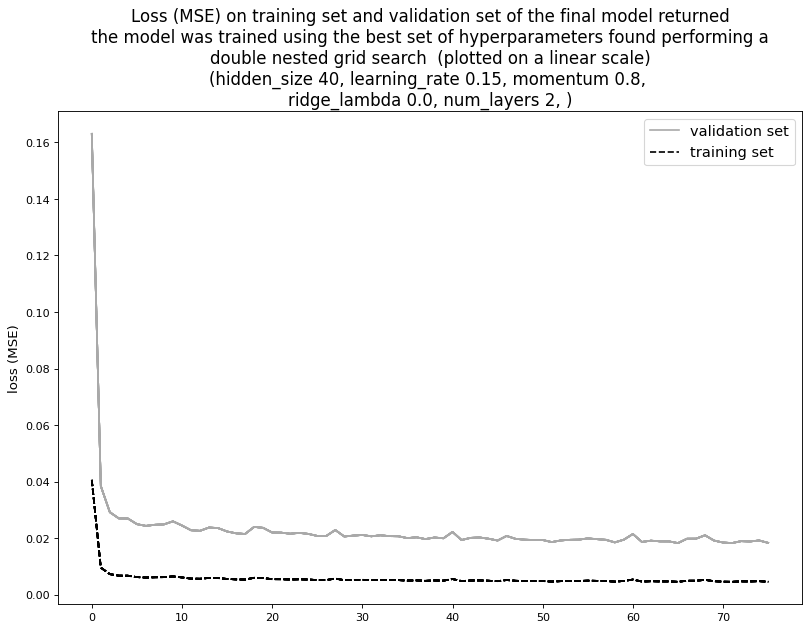 Loss (MSE) on training set and validation set of the final model returned
the model was trained using the best set of hyperparameters found performing a
double nested grid search  (plotted on a linear scale)
(hidden_size 40, learning_rate 0.15, momentum 0.8,
ridge_lambda 0.0, num_layers 2, )
validation set
training set
loss (MSE)
0.16
0.14
0.12
0.10
0.08
0.06
0.04
0.02
0.00
0 10 20 30 40 50 60 70